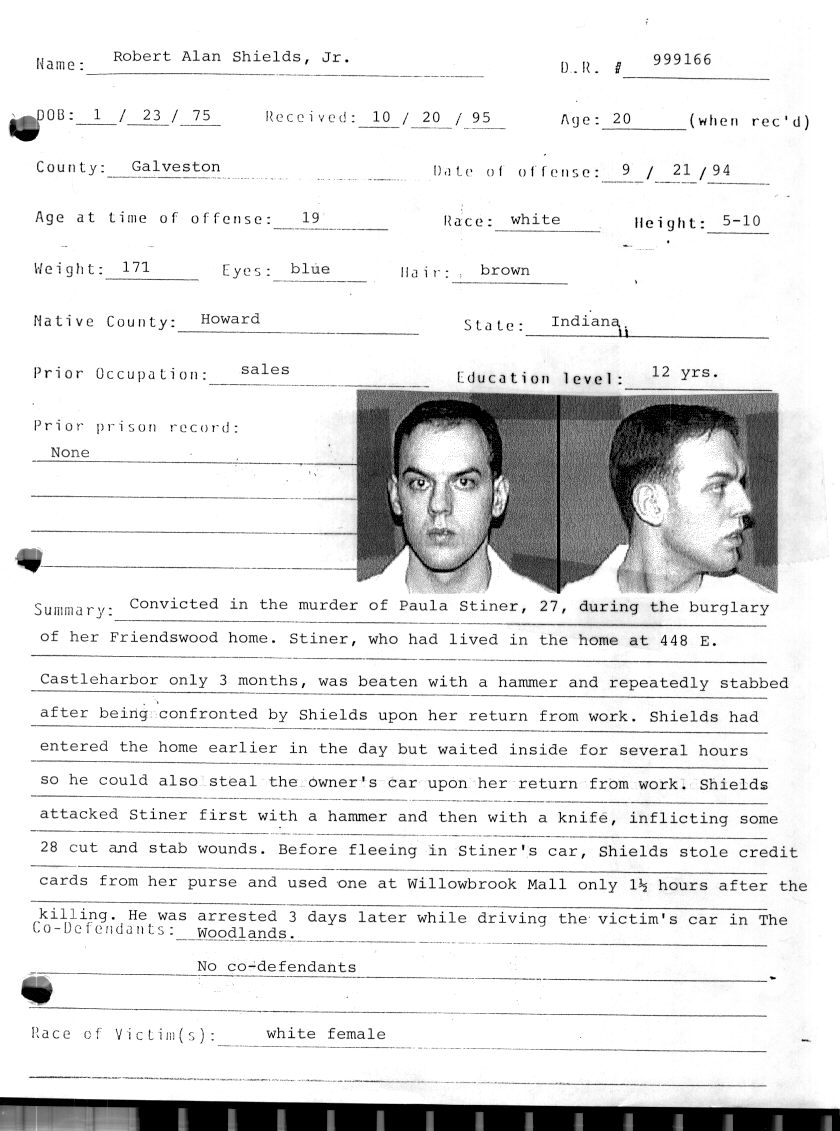 Name: Robert Alan Shields, Jr. D.R. # 999166
DOB: 1 / 23 / 75 Received: 10 / 20 / 95 Age: 20 (when rec'd)
County: Galveston Date of offense: 9 / 21 / 94
Age at time of offense: 19 Race: white Height: 5-10
Weight: 171 Eyes: blue Hair: brown
Native County: Howard State: Indiana
Prior Occupation: sales Education level: 12 yrs.
Prior prison record:
None
Summary: Convicted in the murder of Paula Stiner, 27, during the burglary
of her Friendswood home. Stiner, who had lived in the home at 448 E.
Castleharbor only 3 months, was beaten with a hammer and repeatedly stabbed
after being confronted by Shields upon her return from work. Shields had
entered the home earlier in the day but waited inside for several hours
so he could also steal the owner's car upon her return from work. Shields
attacked Stiner first with a hammer and then with a knife, inflicting some
28 cut and stab wounds. Before fleeing in Stiner's car, Shields stole credit
cards from her purse and used one at Willowbrook Mall only 1½ hours after the
killing. He was arrested 3 days later while driving the victim's car in The
Co-Defendants: Woodlands.
No co-defendants
Race of Victim(s): white female